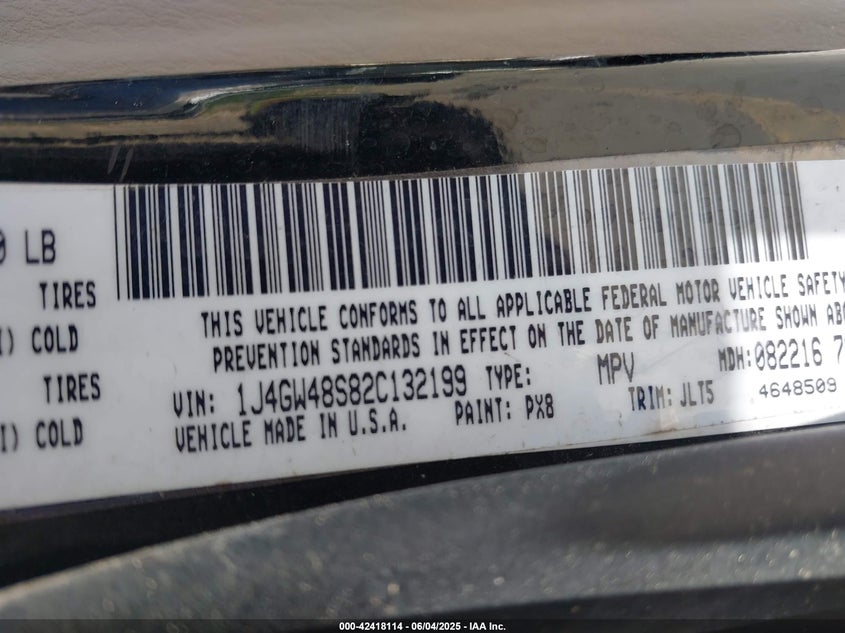 0 LB
TIRES
I) COLD
TIRES
I) COLD
THIS VEHICLE CONFORMS TO ALL APPLICABLE FEDERAL MOTOR VEHICLE SAFETY
PREVENTION STANDARDS IN EFFECT ON THE DATE OF MANUFACTURE SHOWN ABO
VIN: 1J4GW48S82C132199 TYPE: MPV MDH:082216 7
VEHICLE MADE IN U.S.A. PAINT: PX8 TRIM: JLT5 4648509
000-42418114 - 06/04/2025 - IAA Inc.